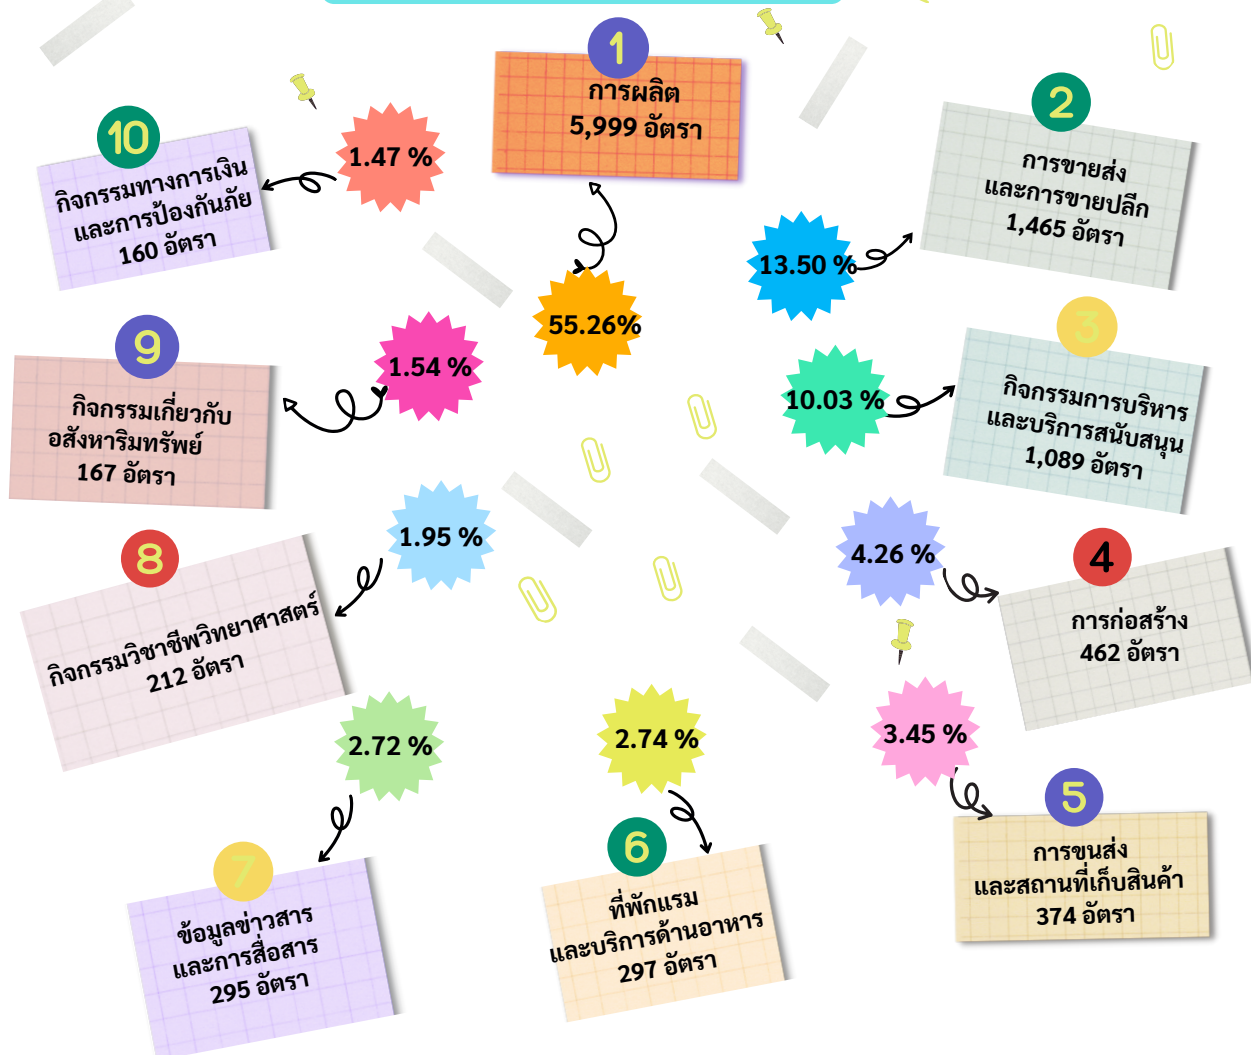 1
การผลิต
5,999 อัตรา
55.26%
2
การขายส่ง
และการขายปลีก
1,465 อัตรา
13.50 %
3
กิจกรรมการบริหาร
และบริการสนับสนุน
1,089 อัตรา
10.03 %
4
การก่อสร้าง
462 อัตรา
4.26 %
5
การขนส่ง
และสถานที่เก็บสินค้า
374 อัตรา
3.45 %
6
ที่พักแรม
และบริการด้านอาหาร
297 อัตรา
2.74 %
7
ข้อมูลข่าวสาร
และการสื่อสาร
295 อัตรา
2.72 %
8
กิจกรรมวิชาชีพวิทยาศาสตร์
212 อัตรา
1.95 %
9
กิจกรรมเกี่ยวกับ
อสังหาริมทรัพย์
167 อัตรา
1.54 %
10
กิจกรรมทางการเงิน
และการป้องกันภัย
160 อัตรา
1.47 %